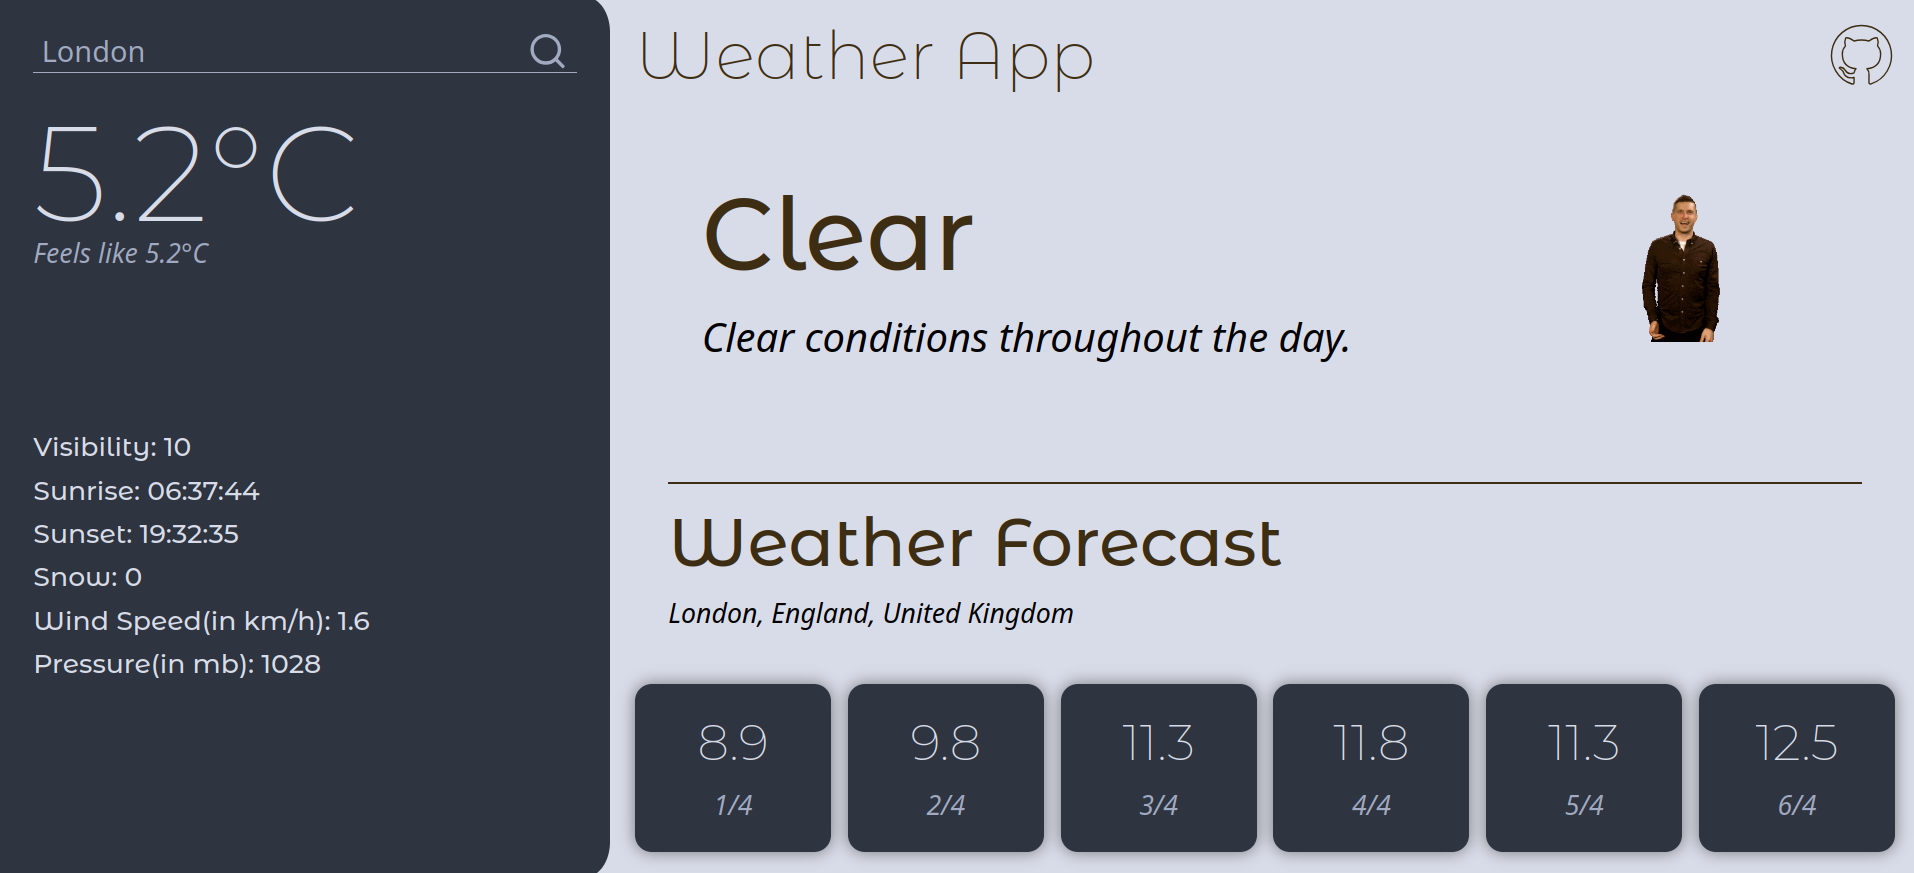 London
5.2°C
Feels like 5.2°C
Visibility: 10
Sunrise: 06:37:44
Sunset: 19:32:35
Snow: 0
Wind Speed(in km/h): 1.6
Pressure(in mb): 1028
Weather App
Clear
Clear conditions throughout the day.
Weather Forecast
London, England, United Kingdom
8.9 9.8 11.3 11.8 11.3 12.5
1/4 2/4 3/4 4/4 5/4 6/4